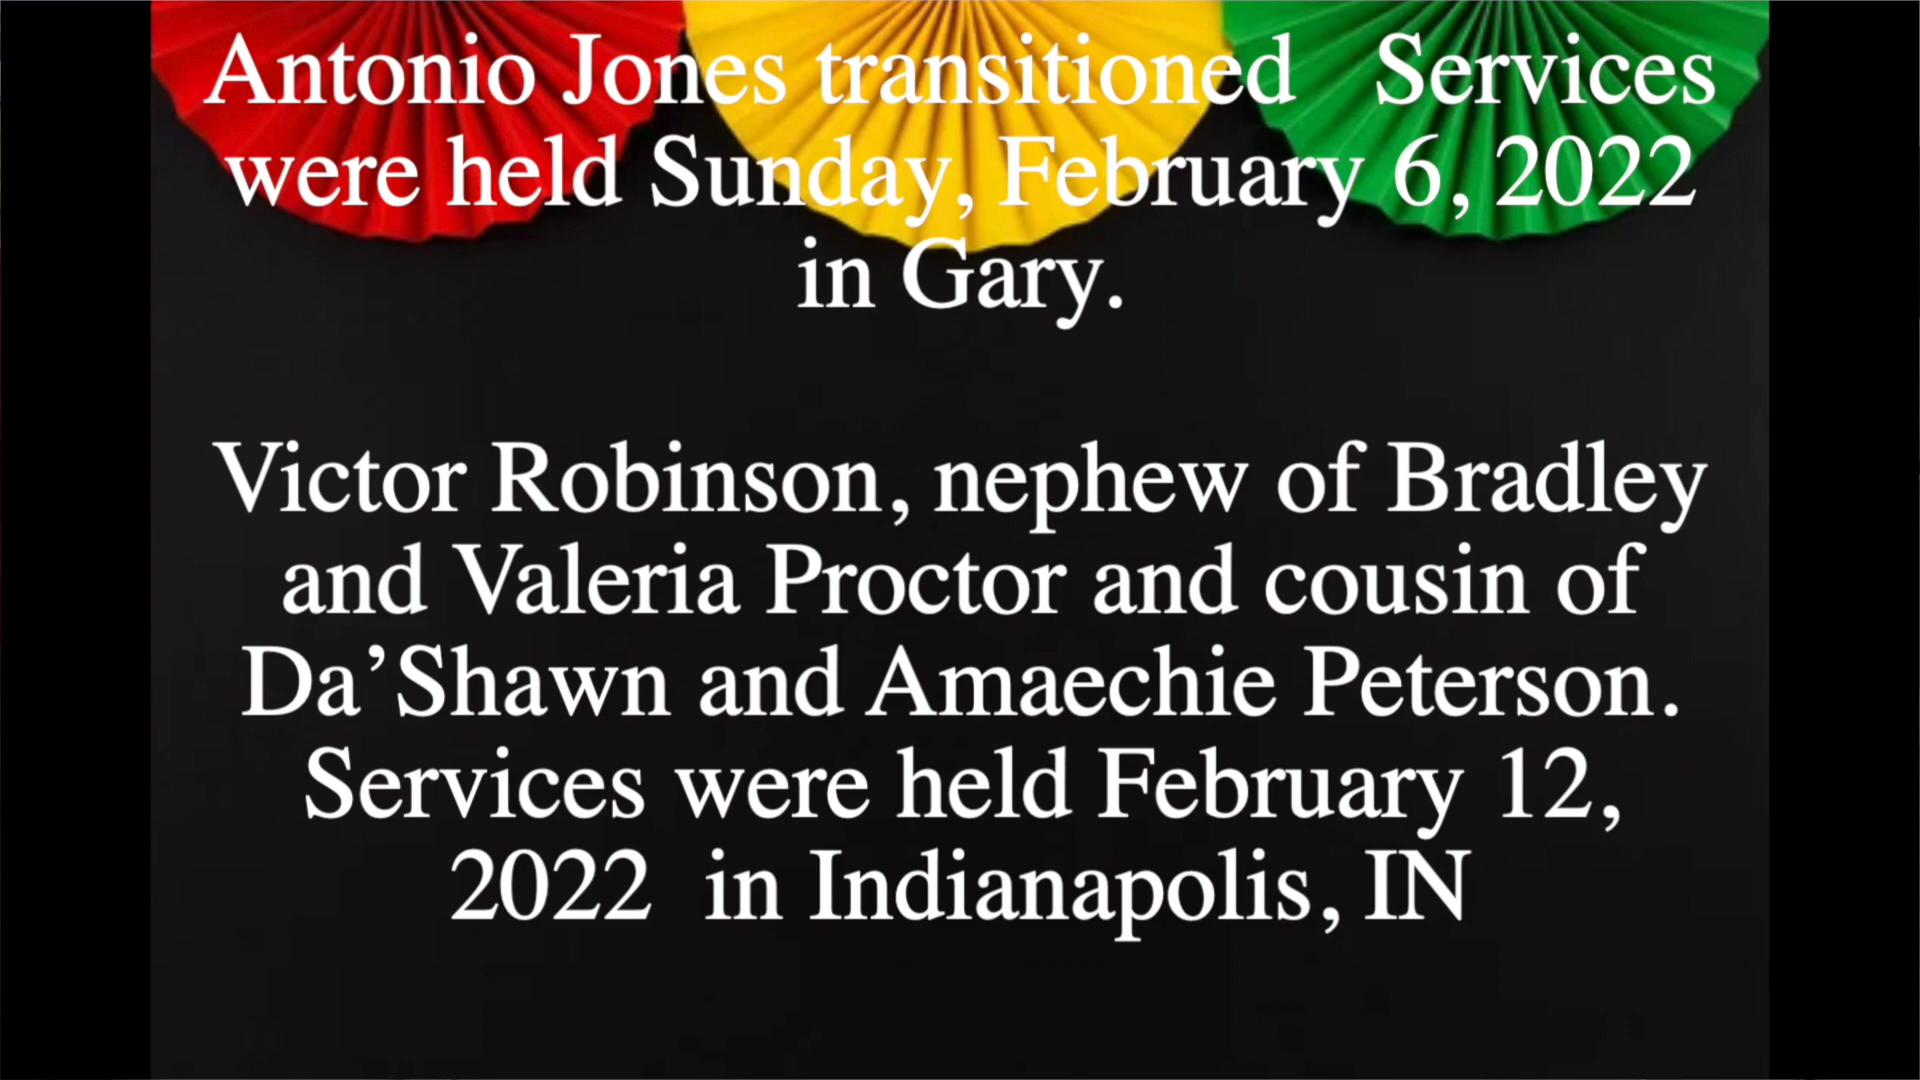 Antonio Jones transitioned   Services
were held Sunday, February 6, 2022
in Gary.
Victor Robinson, nephew of Bradley
and Valeria Proctor and cousin of
Da’Shawn and Amaechie Peterson.
Services were held February 12,
2022  in Indianapolis, IN